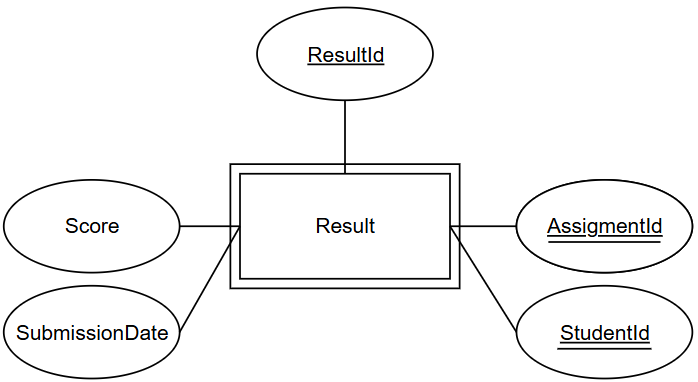 ResultId
Score
Result
AssigmentId
SubmissionDate
StudentId